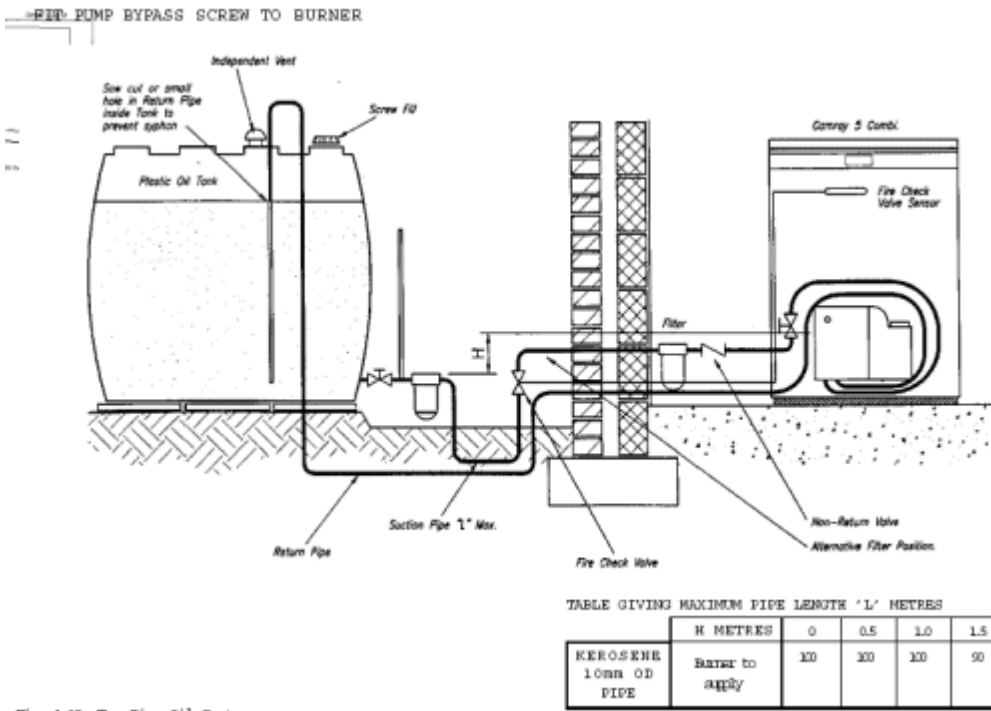 FIT PUMP BYPASS SCREW TO BURNER
Independent Vent
Saw cut or small
hole in Return Pipe
inside Tank to
prevent syphon
Screw Fill
Camray 5 Combi.
Plastic Oil Tank
Fire Check
Valve Sensor
Filter
H
Suction Pipe "L" Max.
Return Pipe
Non-Return Valve
Alternative Filter Position.
Fire Check Valve
TABLE GIVING MAXIMUM PIPE LENGTH 'L' METRES
H METRES 0 0.5 1.0 1.5
KEROSENE
10mm OD
PIPE
Burner to
supply
100 100 100 90